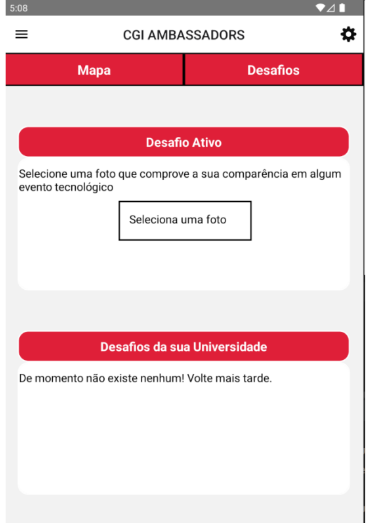 5:08
CGI AMBASSADORS
Mapa
Desafios
Desafio Ativo
Selecione uma foto que comprove a sua comparência em algum
evento tecnológico
Seleciona uma foto
Desafios da sua Universidade
De momento não existe nenhum! Volte mais tarde.